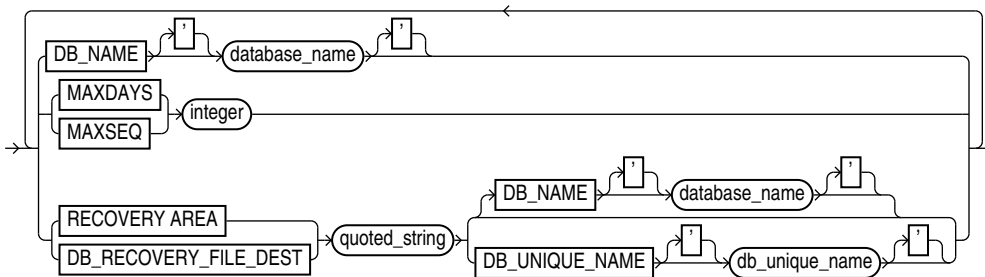 ' '
DB_NAME database_name
MAXDAYS
integer
MAXSEQ
' '
DB_NAME database_name
RECOVERY AREA
quoted_string
DB_RECOVERY_FILE_DEST
' '
DB_UNIQUE_NAME db_unique_name